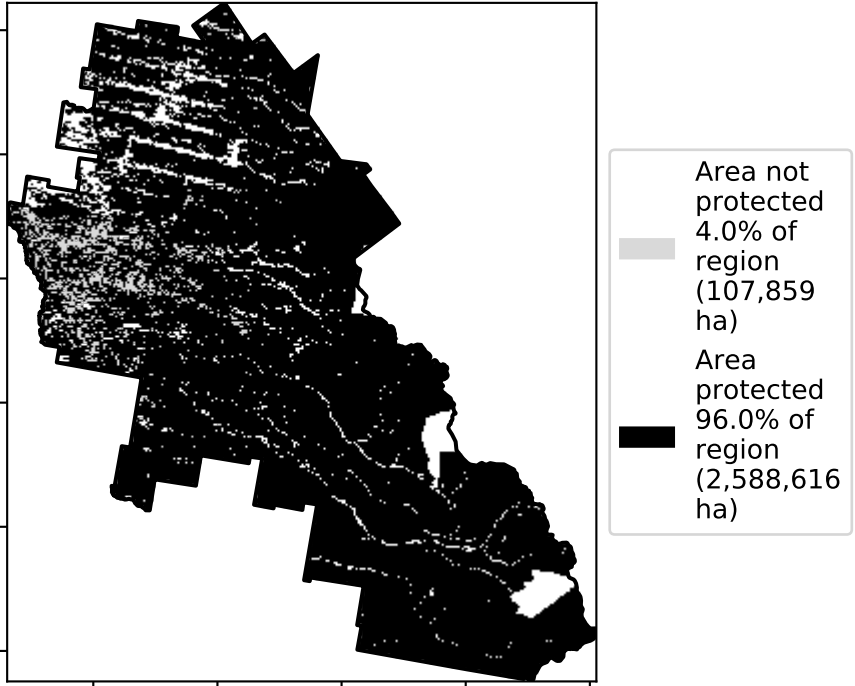 Area not
protected
4.0% of
region
(107,859
ha)
Area
protected
96.0% of
region
(2,588,616
ha)